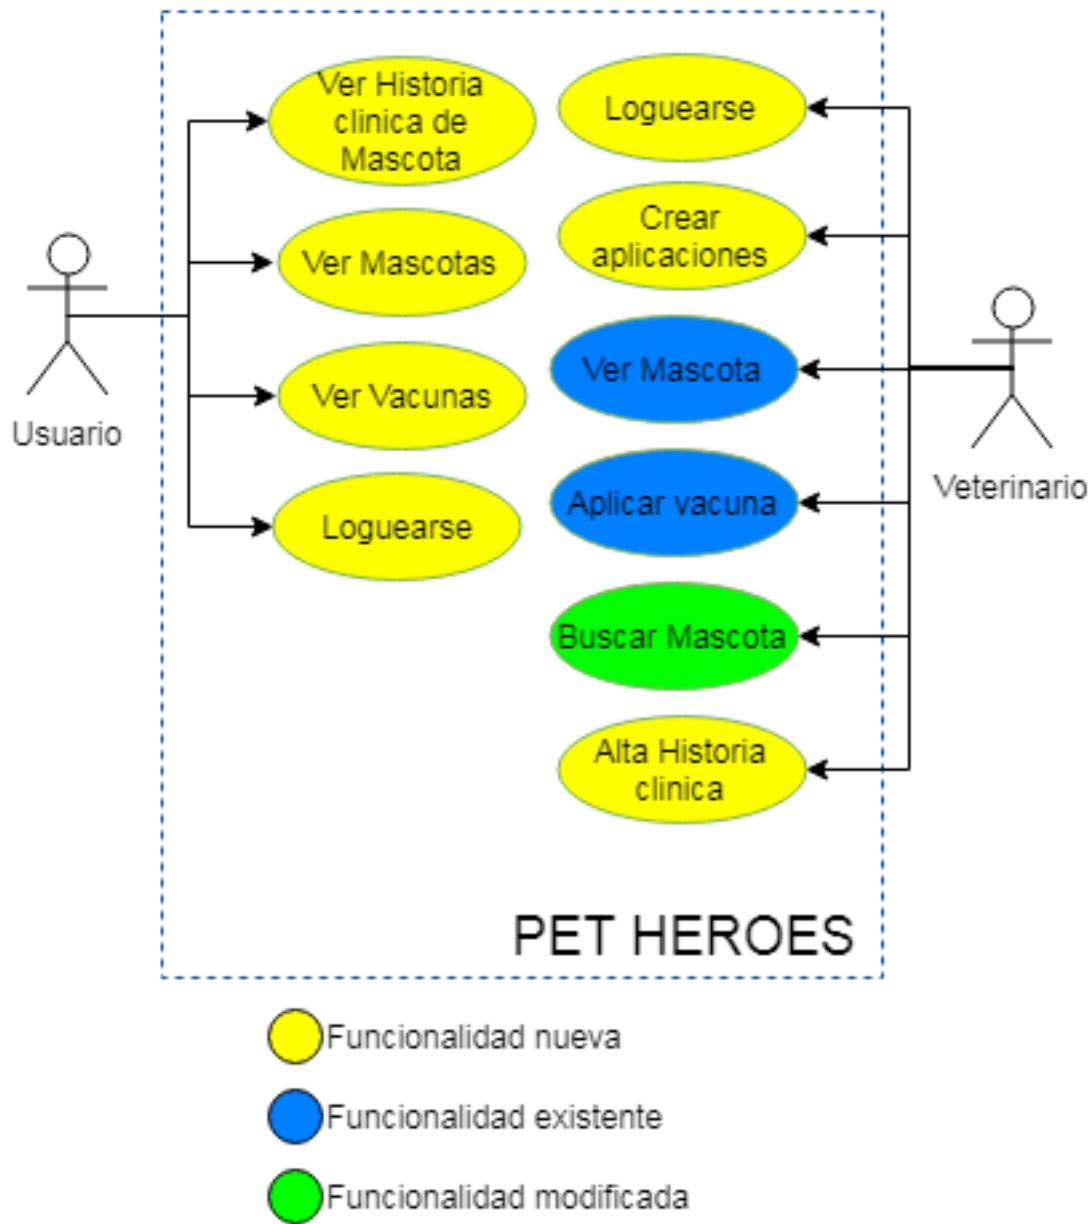 Ver Historia
clinica de
Mascota
Ver Mascotas
Ver Vacunas
Loguearse
Usuario
Loguearse
Crear
aplicaciones
Ver Mascota
Aplicar vacuna
Buscar Mascota
Alta Historia
clinica
Veterinario
PET HEROES
Funcionalidad nueva
Funcionalidad existente
Funcionalidad modificada